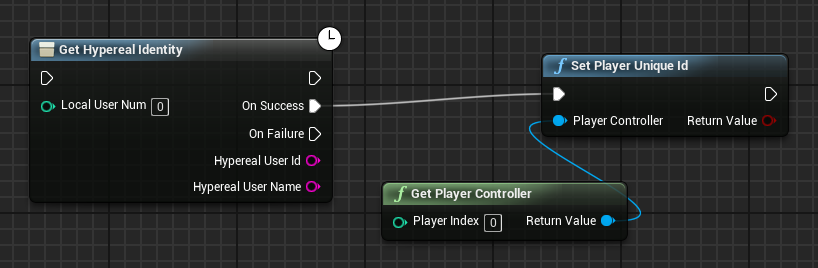 Get Hypereal Identity
Local User Num 0
On Success
On Failure
Hypereal User Id
Hypereal User Name
f Set Player Unique Id
Player Controller Return Value
f Get Player Controller
Player Index 0 Return Value